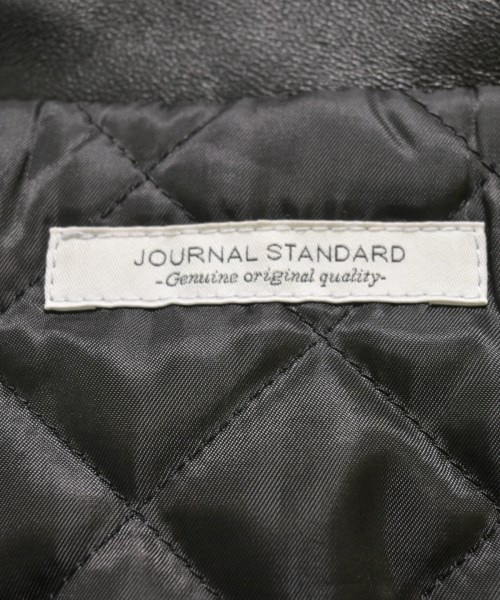 JOURNAL STANDARD
-Genuine original quality-